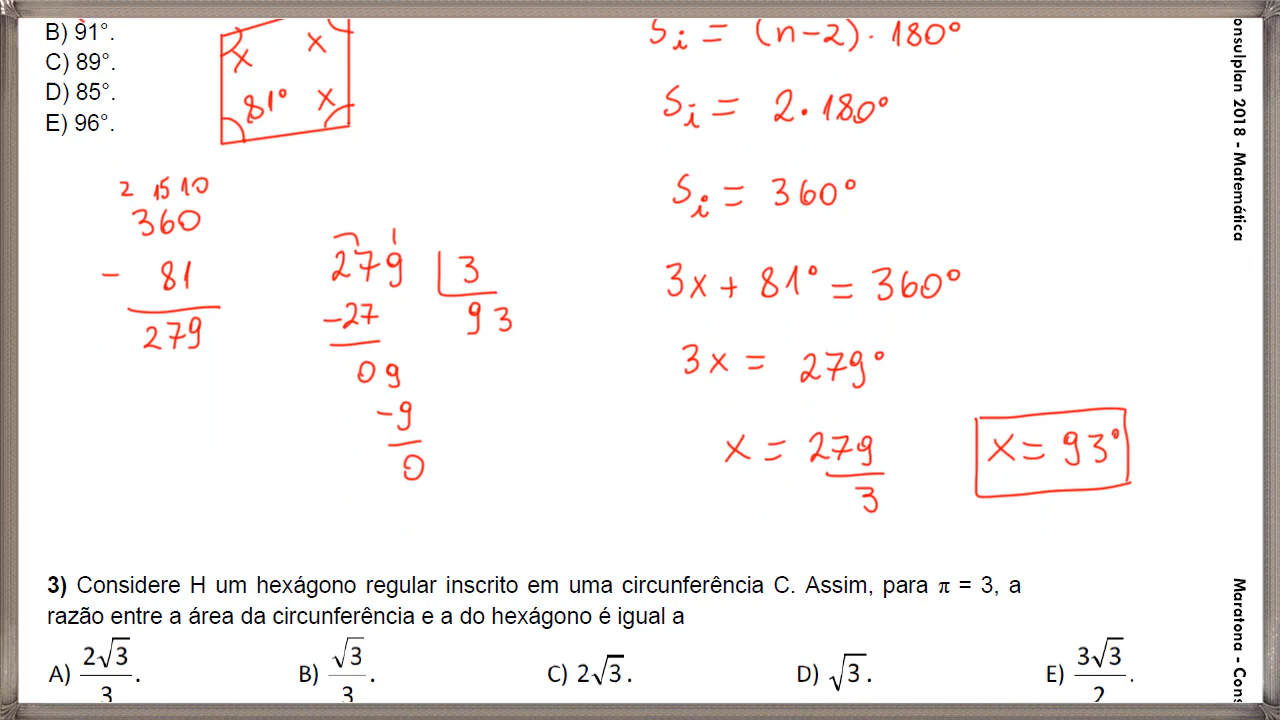 B) 91°.
C) 89°.
D) 85°.
E) 96°.
x x
81° x
2 15 10
360
- 81
279
279 3
-27 93
09
-9
0
Si = (n-2) . 180°
Si = 2.180°
Si = 360°
3x + 81° = 360°
3x = 279°
x = 279/3
x = 93°
3) Considere H um hexágono regular inscrito em uma circunferência C. Assim, para π = 3, a
razão entre a área da circunferência e a do hexágono é igual a
A) 2√3/3. B) √3/3. C) 2√3. D) √3. E) 3√3/2.
onsulplan 2018 - Matemática
Maratona - Cons